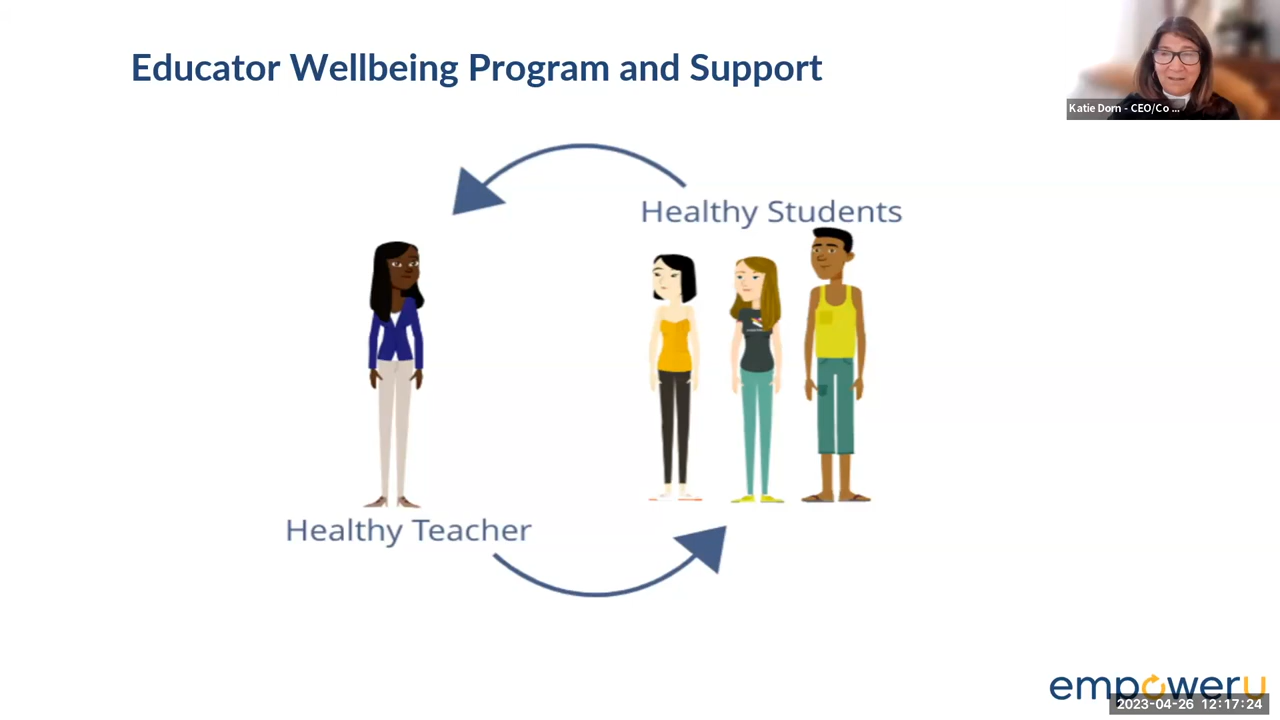 Educator Wellbeing Program and Support
Katie Dorn - CEO/Co ...
Healthy Students
Healthy Teacher
empoweru
2023-04-26 12:17:24